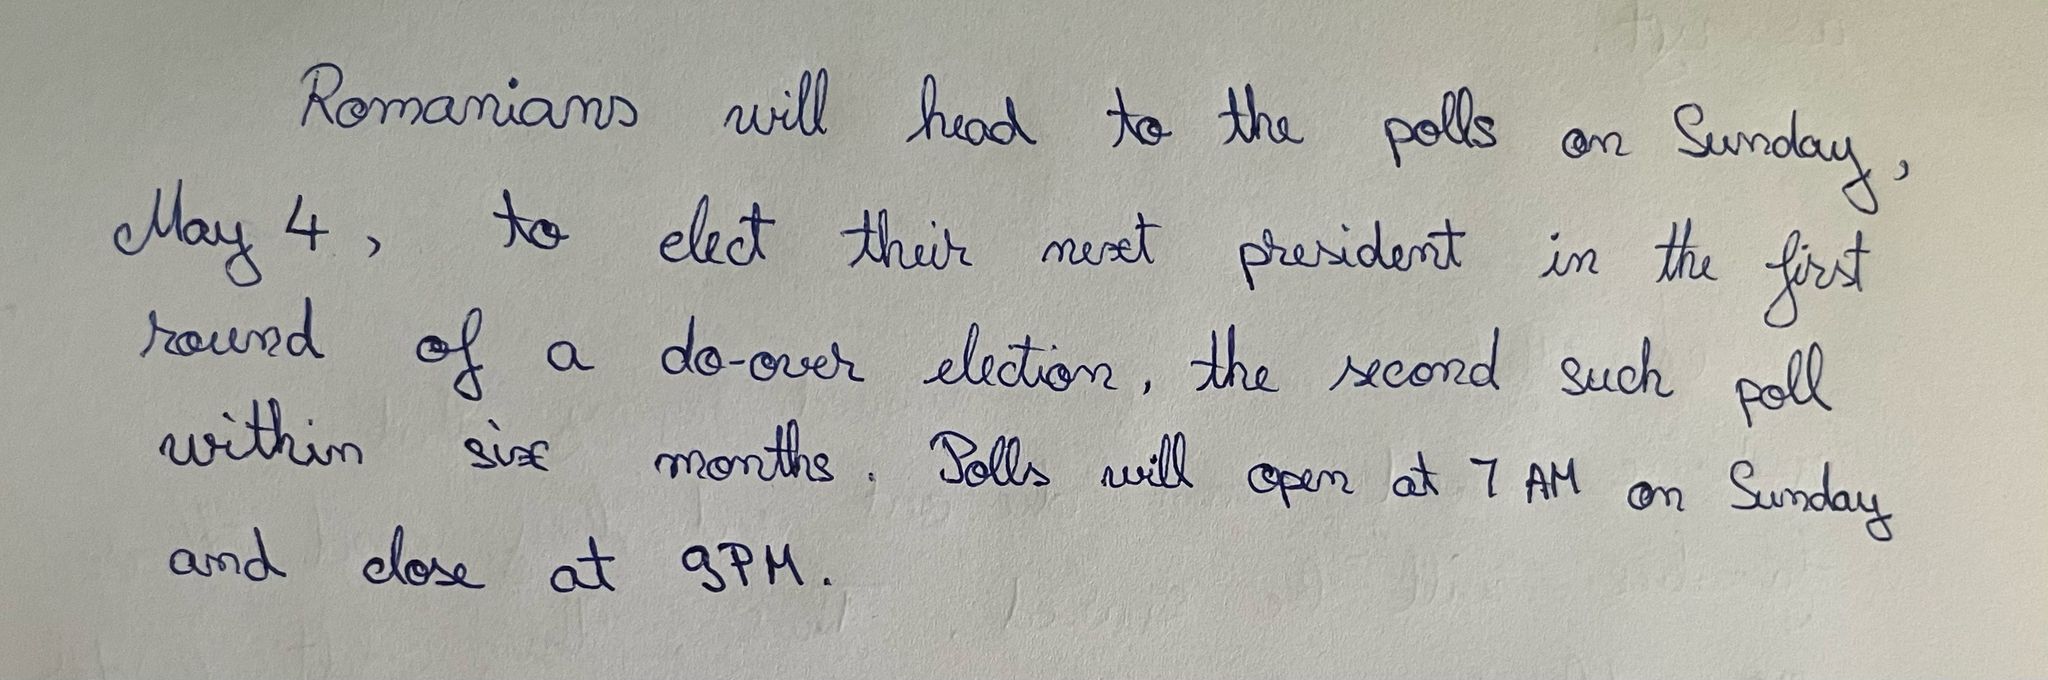 Romanians will head to the polls on Sunday,
May 4, to elect their next president in the first
round of a do-over election, the second such poll
within six months. Polls will open at 7 AM on Sunday
and close at 9PM.